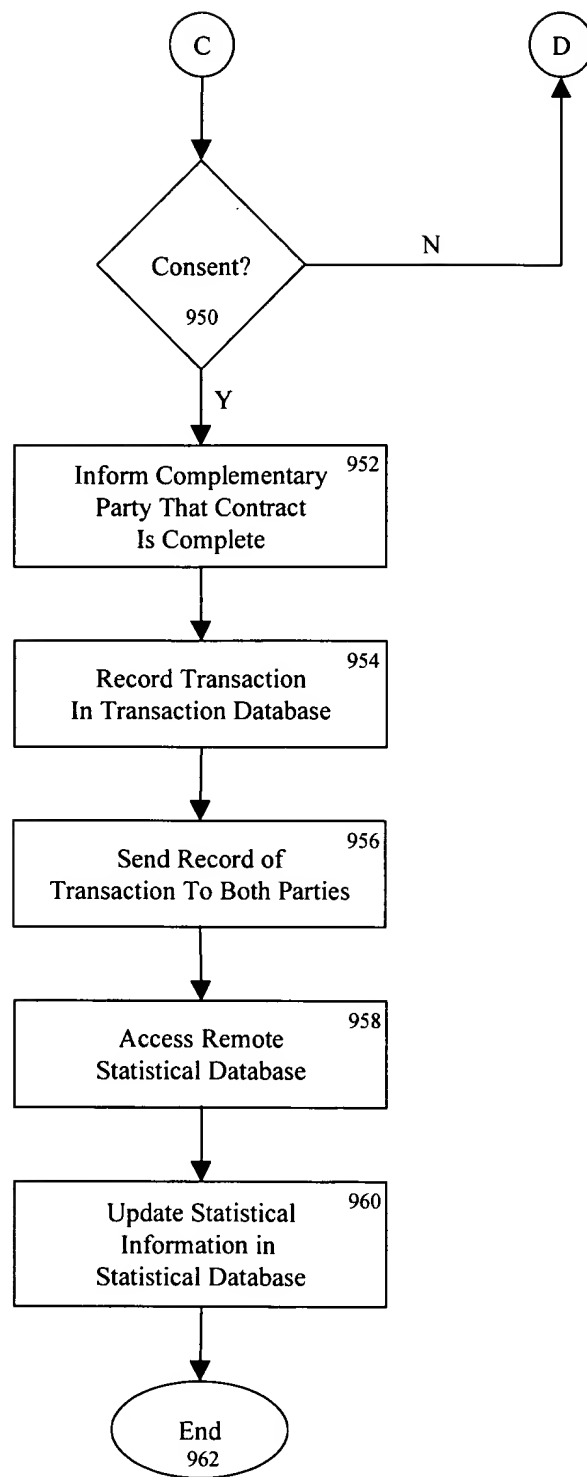 C
D
Consent?
950
N
Y
952
Inform Complementary
Party That Contract
Is Complete
954
Record Transaction
In Transaction Database
956
Send Record of
Transaction To Both Parties
958
Access Remote
Statistical Database
960
Update Statistical
Information in
Statistical Database
End
962